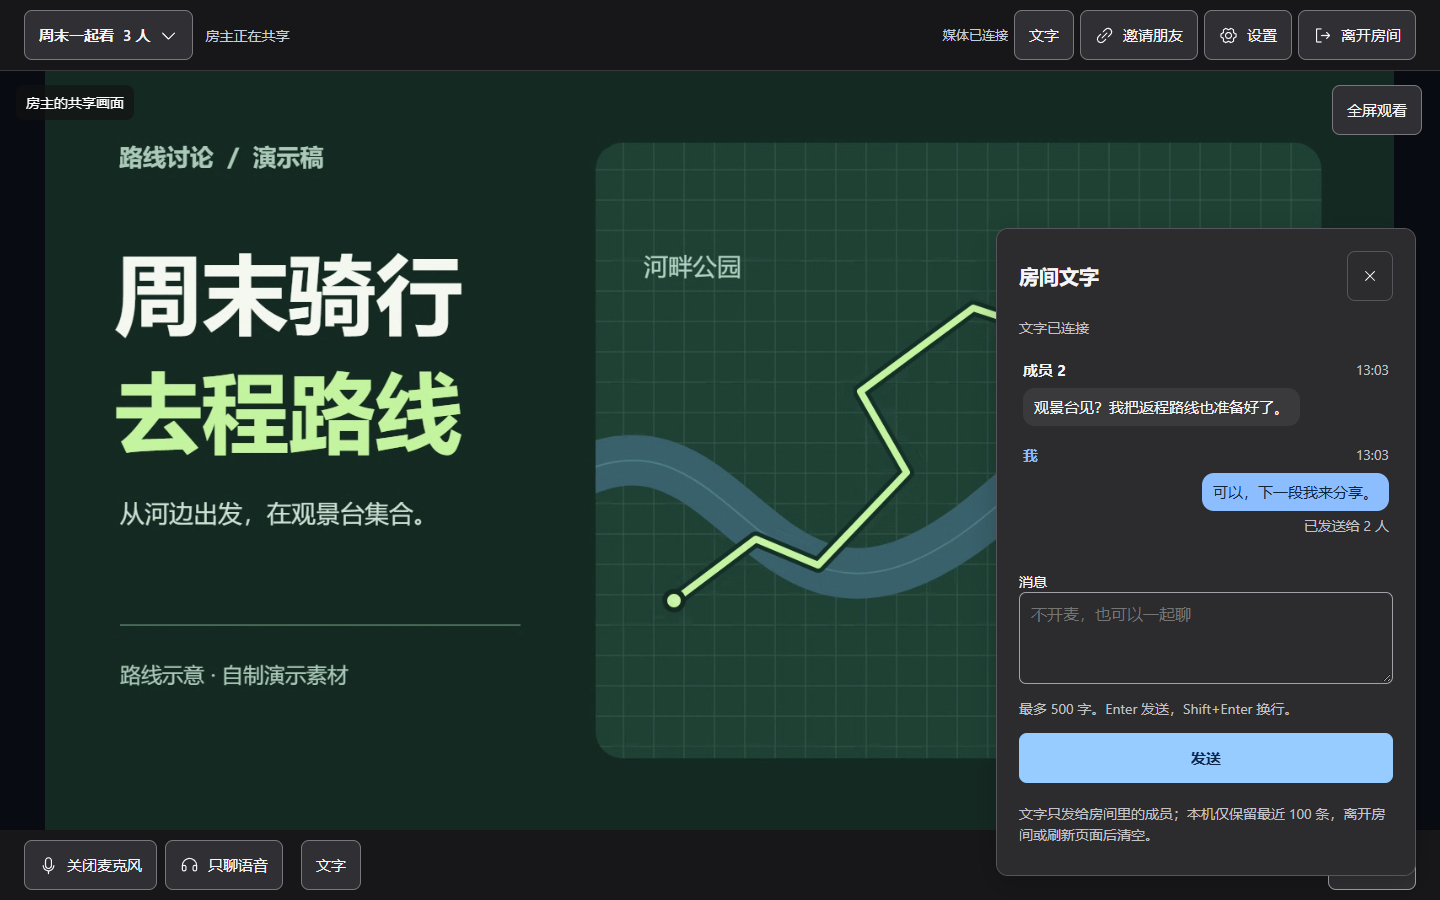 周末一起看 3 人
房主正在共享
媒体已连接
文字
邀请朋友
设置
离开房间
房主的共享画面
全屏观看
路线讨论 / 演示稿
周末骑行
去程路线
从河边出发，在观景台集合。
路线示意 · 自制演示素材
河畔公园
房间文字
文字已连接
成员 2 13:03
观景台见？我把返程路线也准备好了。
我 13:03
可以，下一段我来分享。
已发送给 2 人
消息
不开麦，也可以一起聊
最多 500 字。Enter 发送，Shift+Enter 换行。
发送
文字只发给房间里的成员；本机仅保留最近 100 条，离开房
间或刷新页面后清空。
关闭麦克风
只聊语音
文字